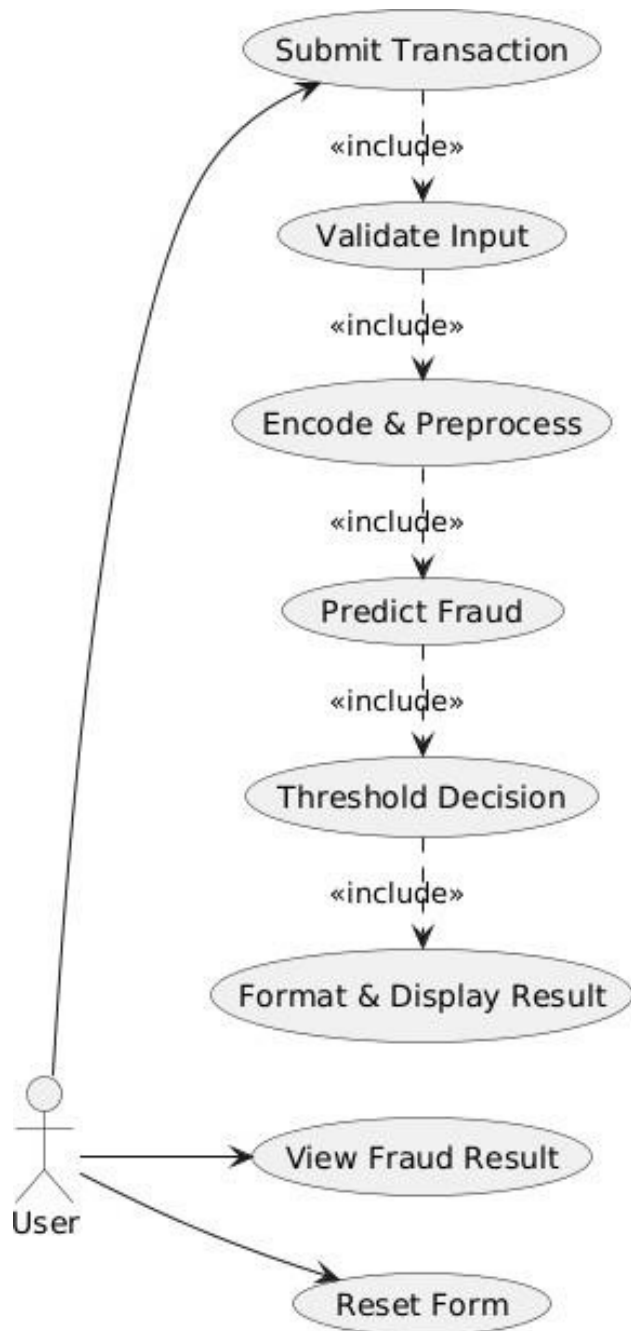 Submit Transaction
«include»
Validate Input
«include»
Encode & Preprocess
«include»
Predict Fraud
«include»
Threshold Decision
«include»
Format & Display Result
View Fraud Result
User
Reset Form